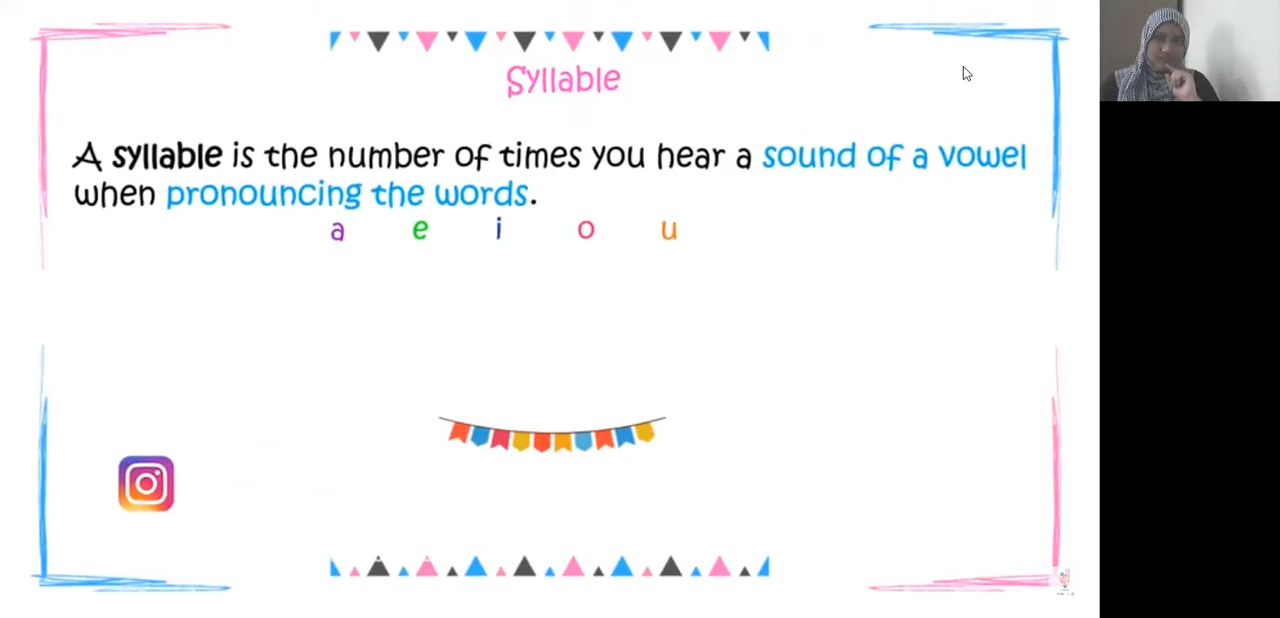 Syllable
A syllable is the number of times you hear a sound of a vowel
when pronouncing the words.
a e i o u